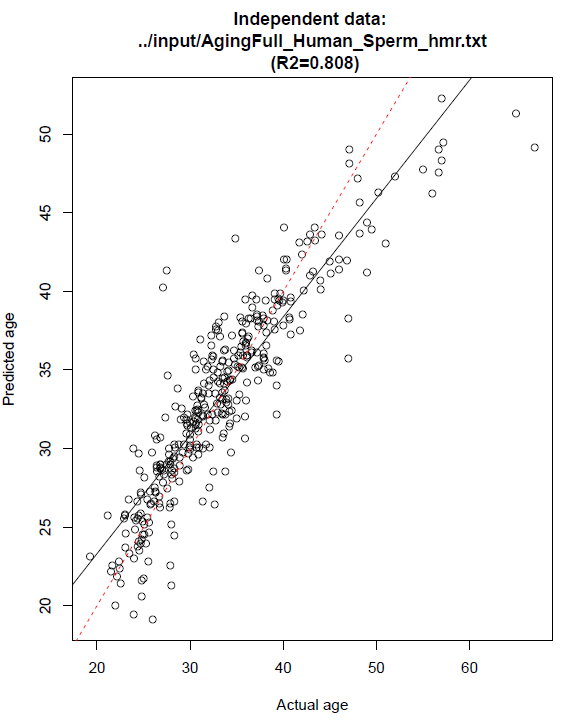 Independent data:
../input/AgingFull_Human_Sperm_hmr.txt
(R2=0.808)
Predicted age
50
45
40
35
30
25
20
20 30 40 50 60
Actual age